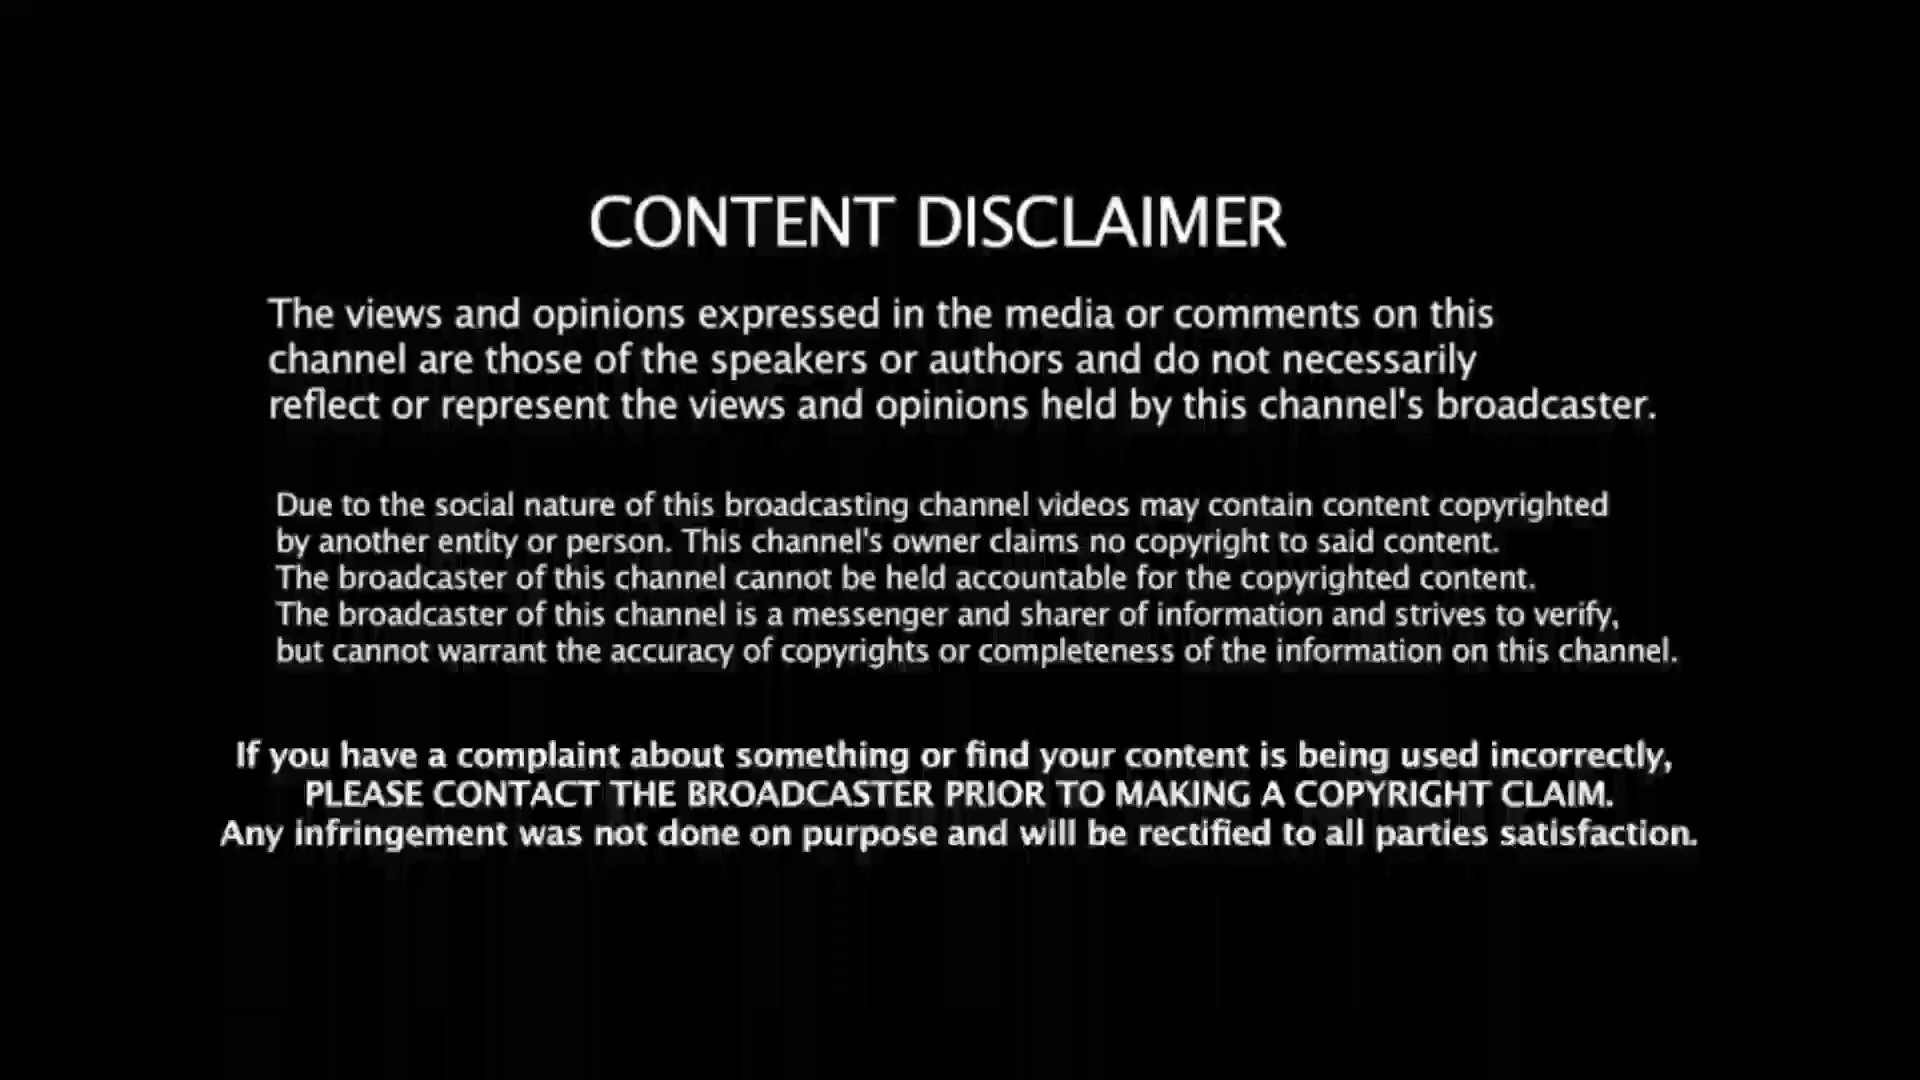 CONTENT DISCLAIMER
The views and opinions expressed in the media or comments on this
channel are those of the speakers or authors and do not necessarily
reflect or represent the views and opinions held by this channel's broadcaster.
Due to the social nature of this broadcasting channel videos may contain content copyrighted
by another entity or person. This channel's owner claims no copyright to said content.
The broadcaster of this channel cannot be held accountable for the copyrighted content.
The broadcaster of this channel is a messenger and sharer of information and strives to verify,
but cannot warrant the accuracy of copyrights or completeness of the information on this channel.
If you have a complaint about something or find your content is being used incorrectly,
PLEASE CONTACT THE BROADCASTER PRIOR TO MAKING A COPYRIGHT CLAIM.
Any infringement was not done on purpose and will be rectified to all parties satisfaction.